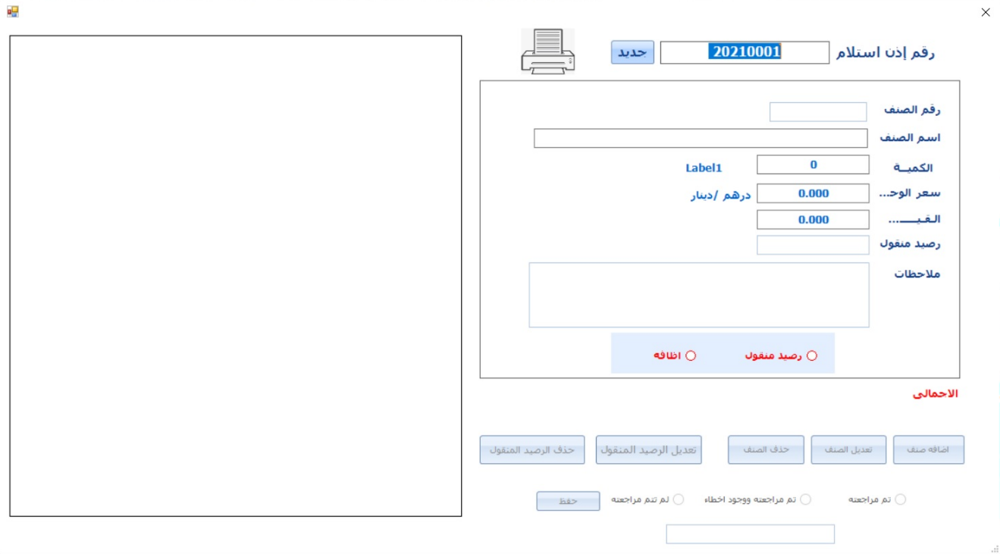 رقم إذن استلام 20210001 جديد
رقم الصنف
اسم الصنف
الكميــة 0 Label1
سعر الوحـ... 0.000 درهم /دينار
القيـــــ... 0.000
رصيد منقول
ملاحظات
رصيد منقول اظافه
الاجمالى
اضافه صنف تعديل الصنف حذف الصنف تعديل الرصيد المنقول حذف الرصيد المنقول
تم مراجعته تم مراجعته ووجود اخطاء لم تتم مراجعته حفظ